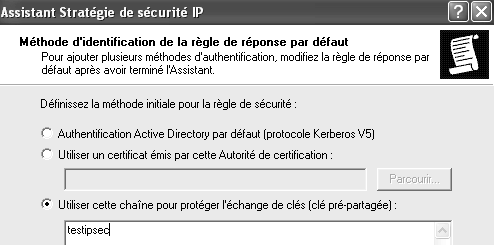 Assistant Stratégie de sécurité IP
Méthode d'identification de la règle de réponse par défaut
Pour ajouter plusieurs méthodes d'authentification, modifiez la règle de réponse par
défaut après avoir terminé l'Assistant.
Définissez la méthode initiale pour la règle de sécurité :
Authentification Active Directory par défaut (protocole Kerberos V5)
Utiliser un certificat émis par cette Autorité de certification :
Parcourir...
Utiliser cette chaîne pour protéger l'échange de clés (clé pré-partagée) :
testipsec